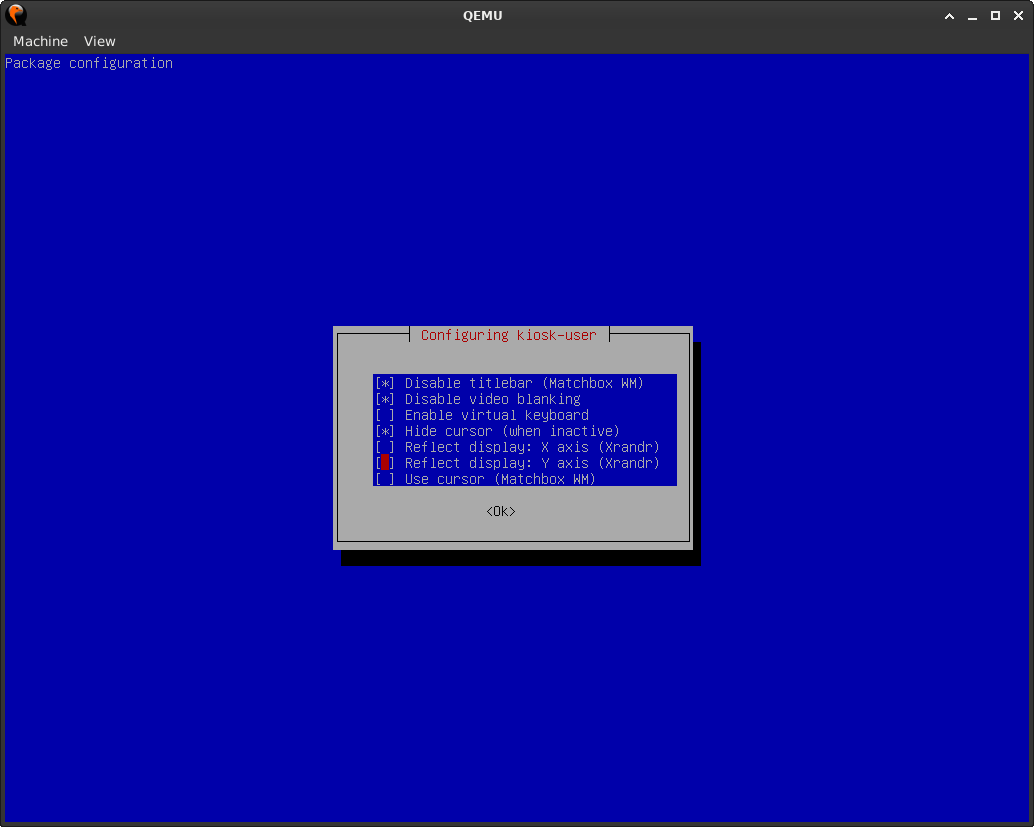 QEMU
Machine View
Package configuration
Configuring kiosk-user
[*] Disable titlebar (Matchbox WM)
[*] Disable video blanking
[ ] Enable virtual keyboard
[*] Hide cursor (when inactive)
[ ] Reflect display: X axis (Xrandr)
[ ] Reflect display: Y axis (Xrandr)
[ ] Use cursor (Matchbox WM)
<Ok>